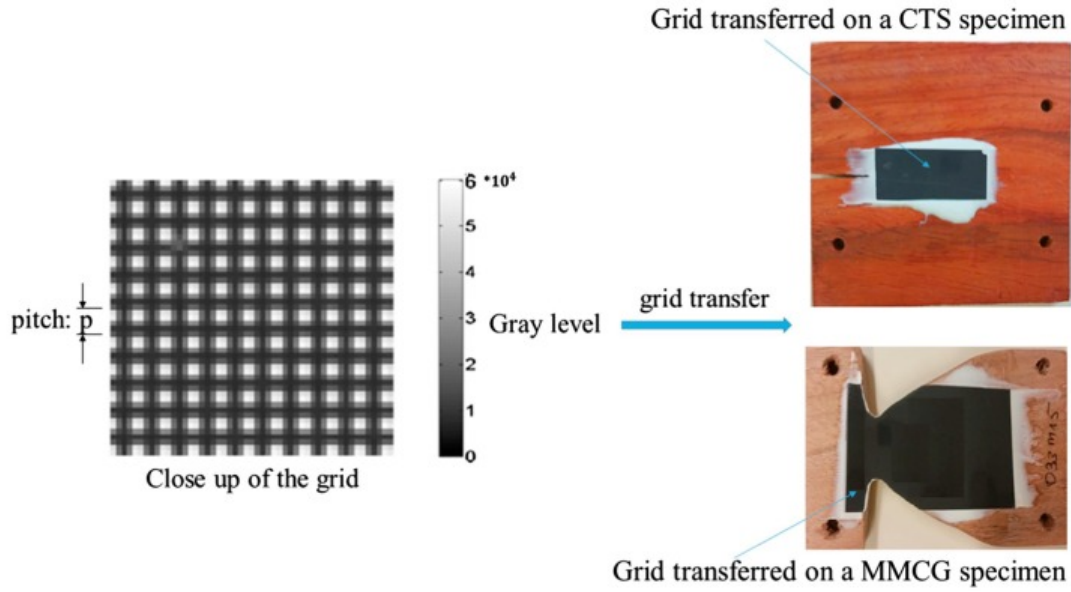 Grid transferred on a CTS specimen
6 *10⁴
5
4
pitch: p
3
Gray level
grid transfer
2
1
0
Close up of the grid
Grid transferred on a MMCG specimen